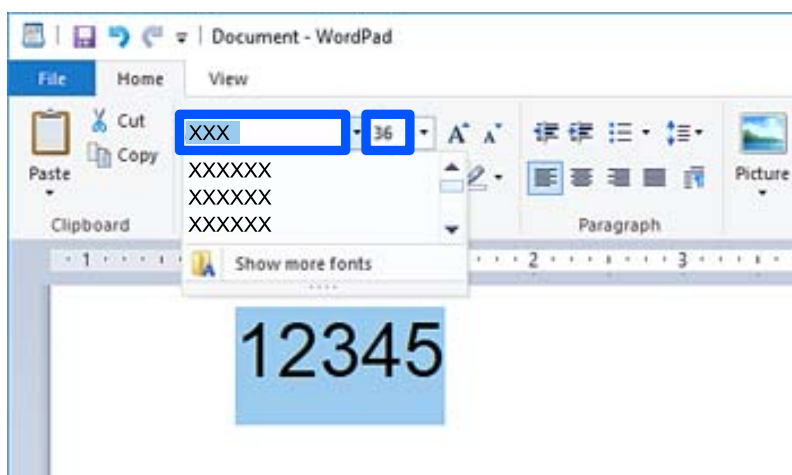 Document - WordPad
File Home View
Cut
XXX 36 A A
Copy
Paste
XXXXXX
XXXXXX
XXXXXX
Picture
Clipboard Paragraph
Show more fonts
1 2 3
12345